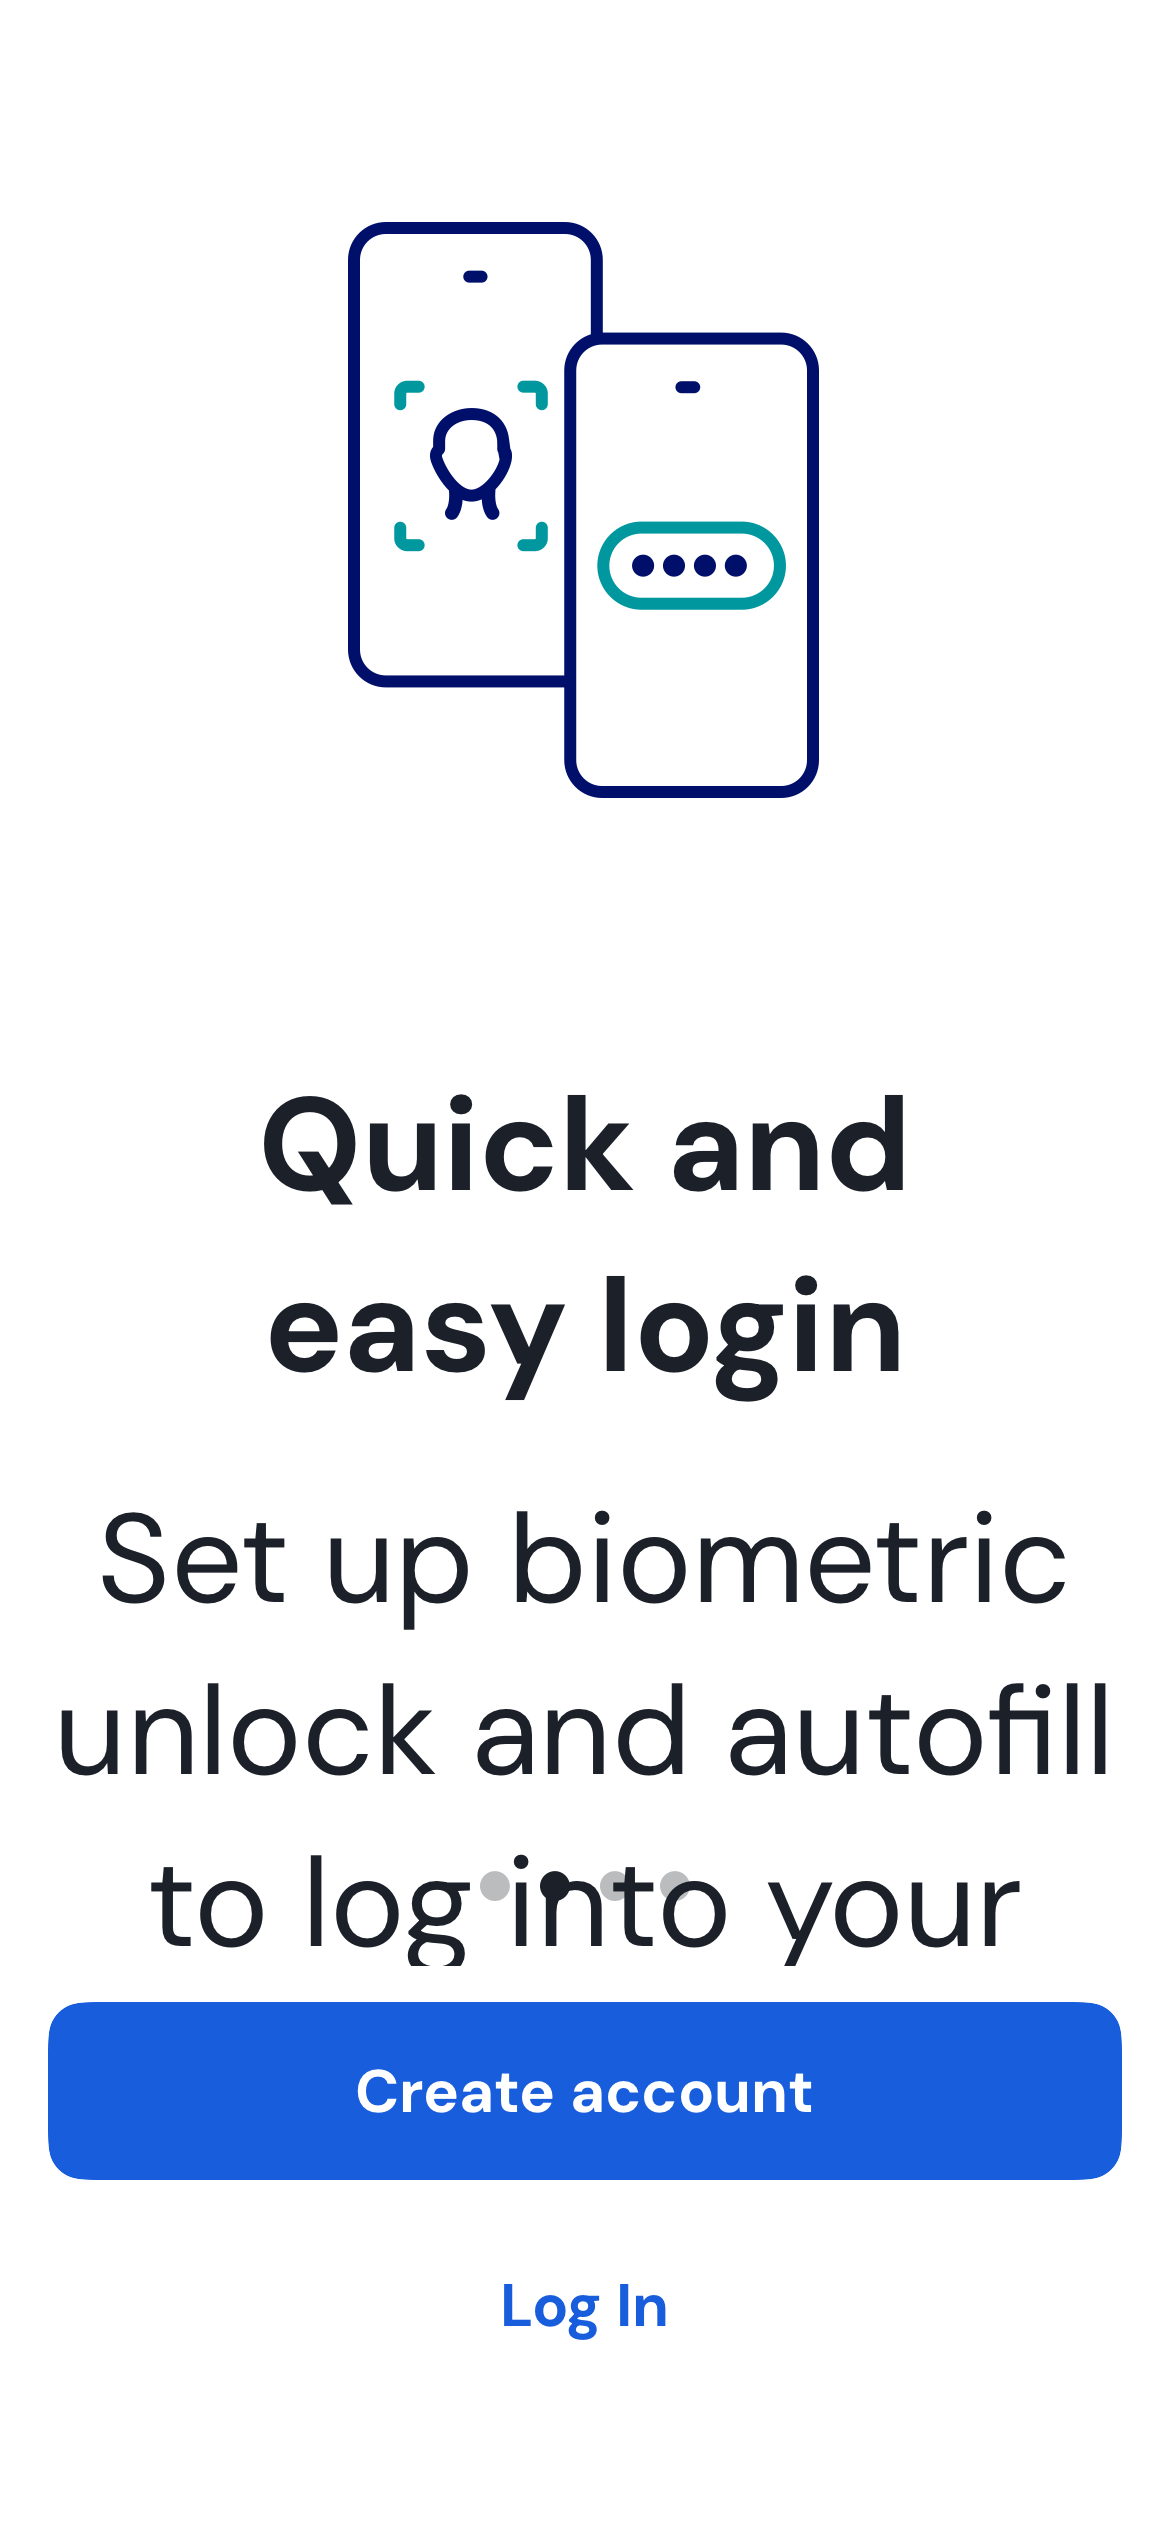 Quick and
easy login
Set up biometric
unlock and autofill
to log into your
Create account
Log In